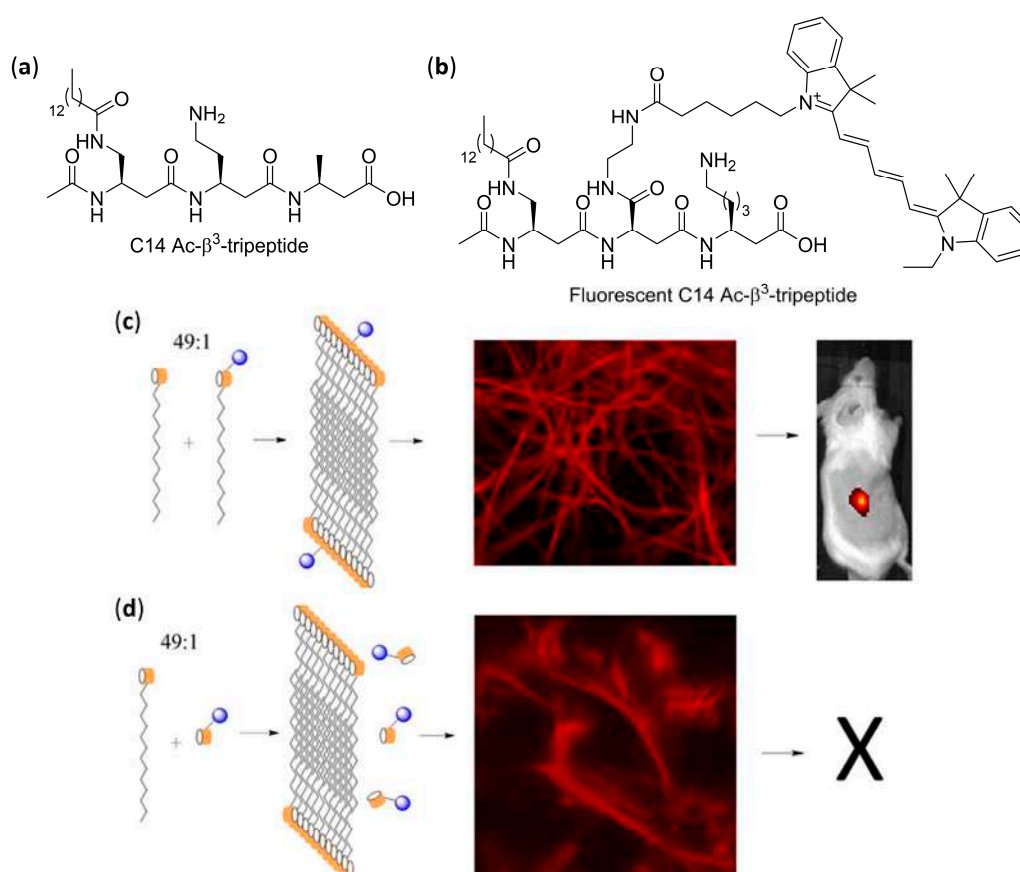 (a)
12
O
HN
O
N
H
NH2
O
N
H
O
N
H
O
OH
C14 Ac-β³-tripeptide
(b)
O
HN
N+
12
O
HN
HN
O
NH2
3
O
N
H
O
N
H
N
H
O
OH
N
Fluorescent C14 Ac-β³-tripeptide
(c)
49:1
+
(d)
49:1
+
X